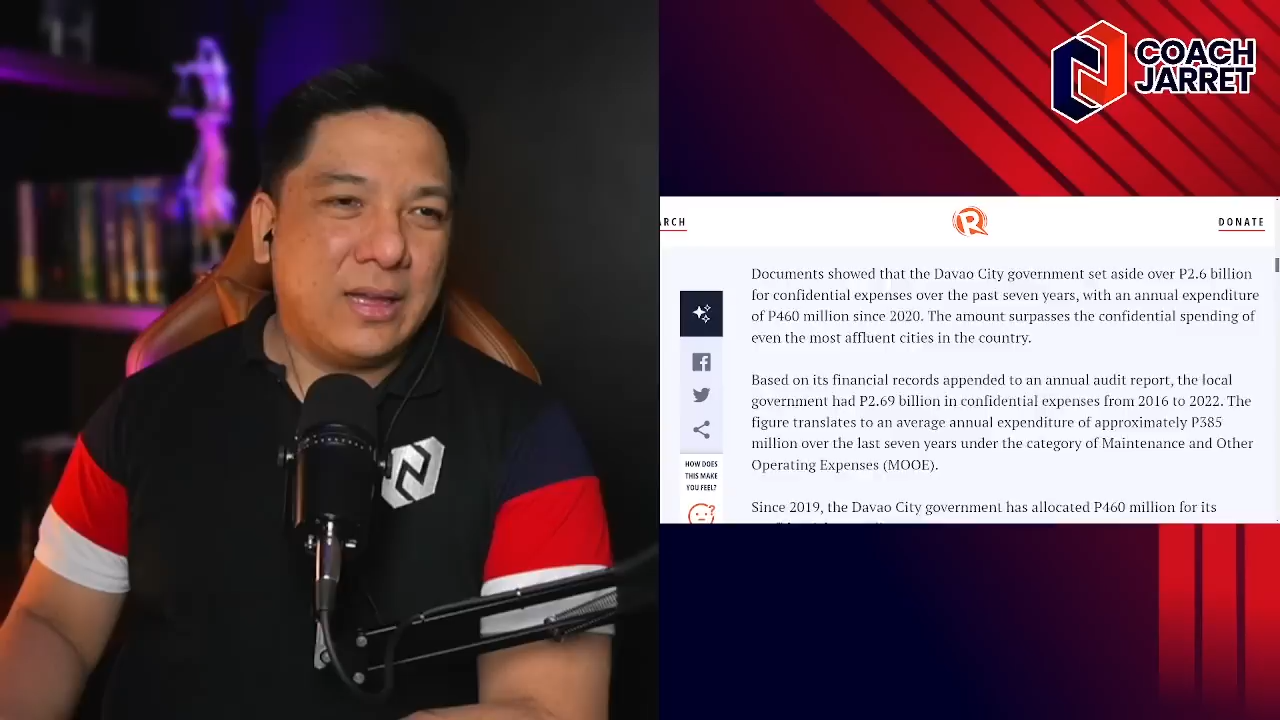 COACH
JARRET
ARCH
DONATE
Documents showed that the Davao City government set aside over P2.6 billion
for confidential expenses over the past seven years, with an annual expenditure
of P460 million since 2020. The amount surpasses the confidential spending of
even the most affluent cities in the country.
Based on its financial records appended to an annual audit report, the local
government had P2.69 billion in confidential expenses from 2016 to 2022. The
figure translates to an average annual expenditure of approximately P385
million over the last seven years under the category of Maintenance and Other
Operating Expenses (MOOE).
HOW DOES
THIS MAKE
YOU FEEL?
Since 2019, the Davao City government has allocated P460 million for its